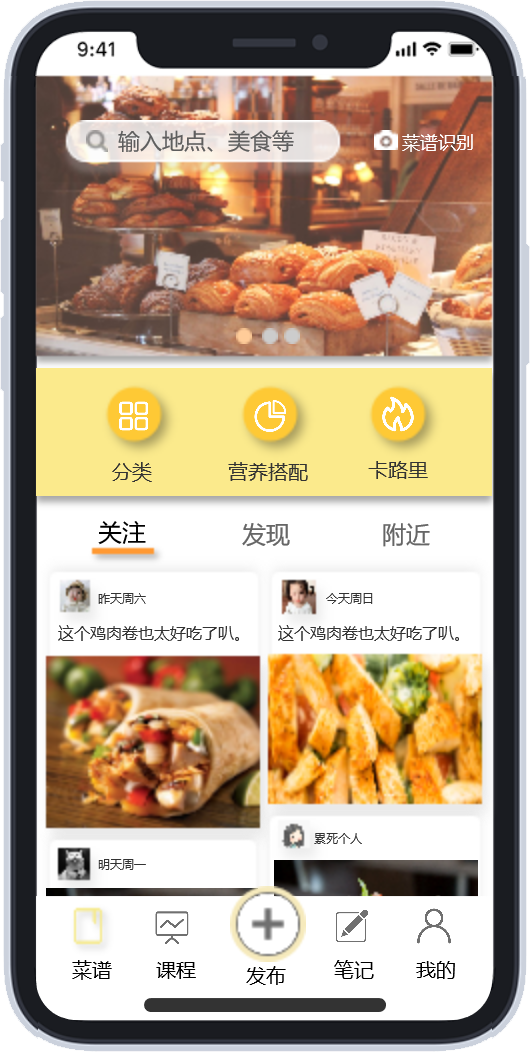 9:41
输入地点、美食等
菜谱识别
分类
营养搭配
卡路里
关注
发现
附近
昨天周六
今天周日
这个鸡肉卷也太好吃了叭。
这个鸡肉卷也太好吃了叭。
累死个人
明天周一
菜谱
课程
发布
笔记
我的